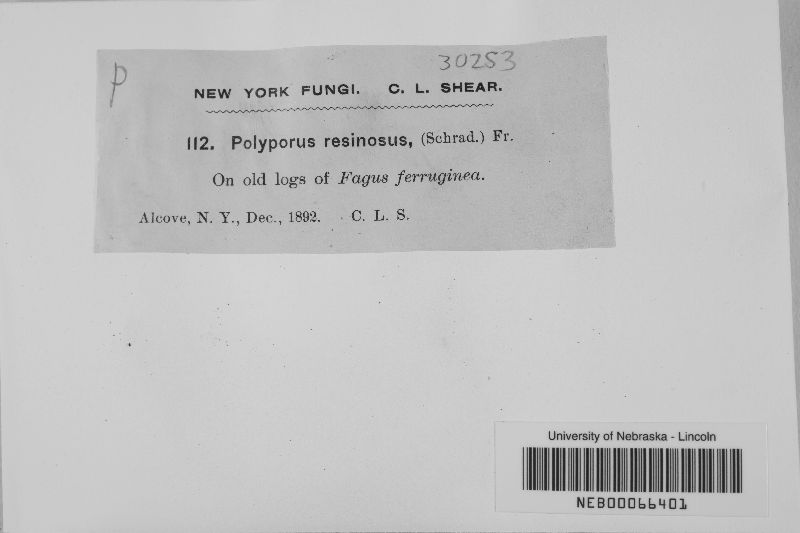 p 30253
NEW YORK FUNGI. C. L. SHEAR.
112. Polyporus resinosus, (Schrad.) Fr.
On old logs of Fagus ferruginea.
Alcove, N. Y., Dec., 1892. C. L. S.
University of Nebraska - Lincoln
NEB00066401